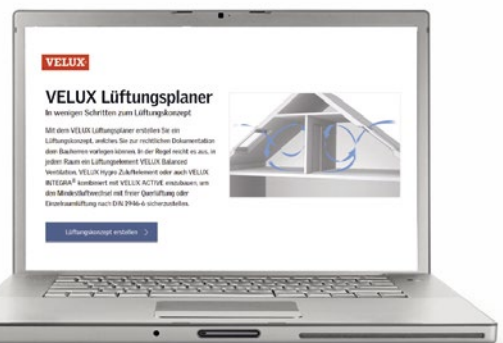 VELUX
VELUX Lüftungsplaner
In wenigen Schritten zum Lüftungskonzept
Mit dem VELUX Lüftungsplaner erstellen Sie ein
Lüftungskonzept, welches Sie zur rechtlichen Dokumentation
dem Bauherren vorlegen können. In der Regel reicht es aus, in
jedem Raum ein Lüftungselement VELUX Balanced
Ventilation, VELUX Hygro Zuluftelement oder auch VELUX
INTEGRA® kombiniert mit VELUX ACTIVE einzubauen, um
den Mindestluftwechsel mit freier Querlüftung oder
Einzelraumlüftung nach DIN 1946-6 sicherzustellen.
Lüftungskonzept erstellen >